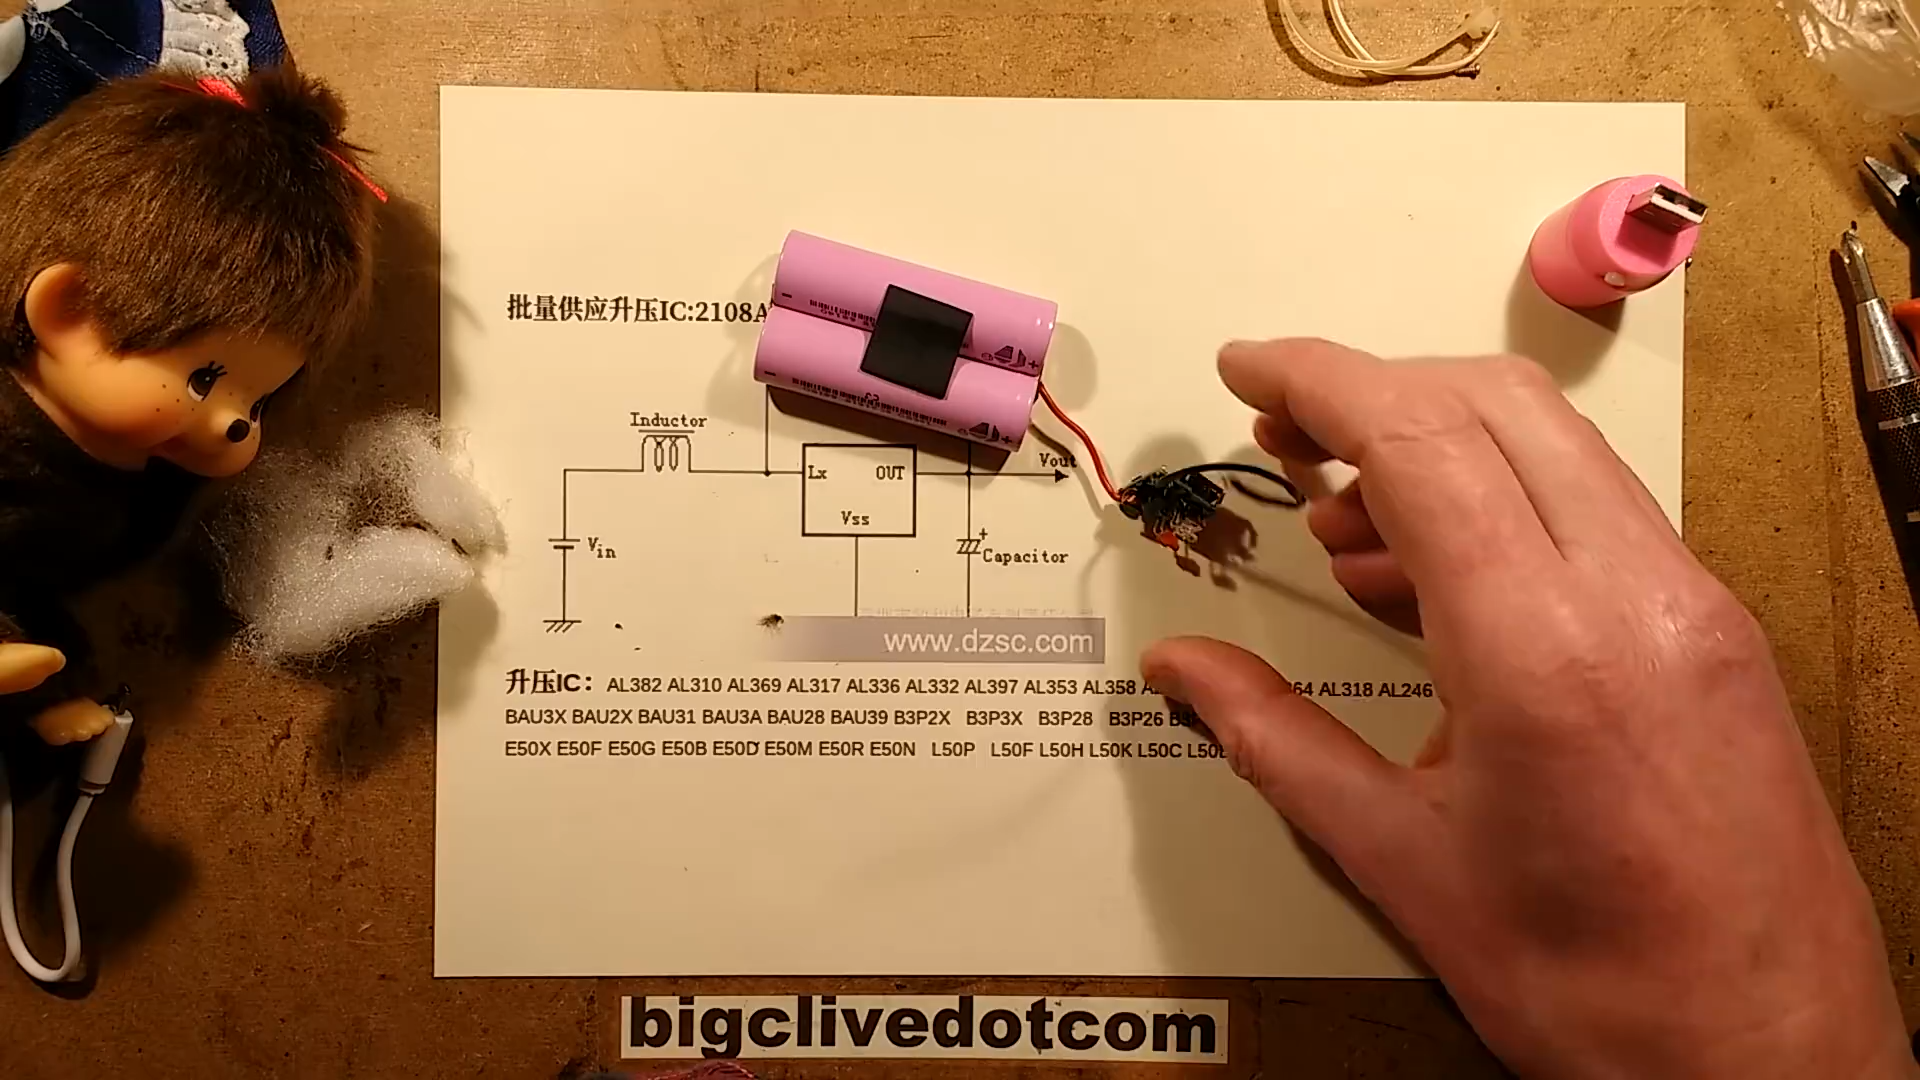 批量供应升压IC:2108A
Inductor
Lx OUT Vout
Vss
Vin
+
Capacitor
www.dzsc.com
升压IC: AL382 AL310 AL369 AL317 AL336 AL332 AL397 AL353 AL358 64 AL318 AL246
BAU3X BAU2X BAU31 BAU3A BAU28 BAU39 B3P2X B3P3X B3P28 B3P26
E50X E50F E50G E50B E50D E50M E50R E50N L50P L50F L50H L50K L50C
bigclivedotcom